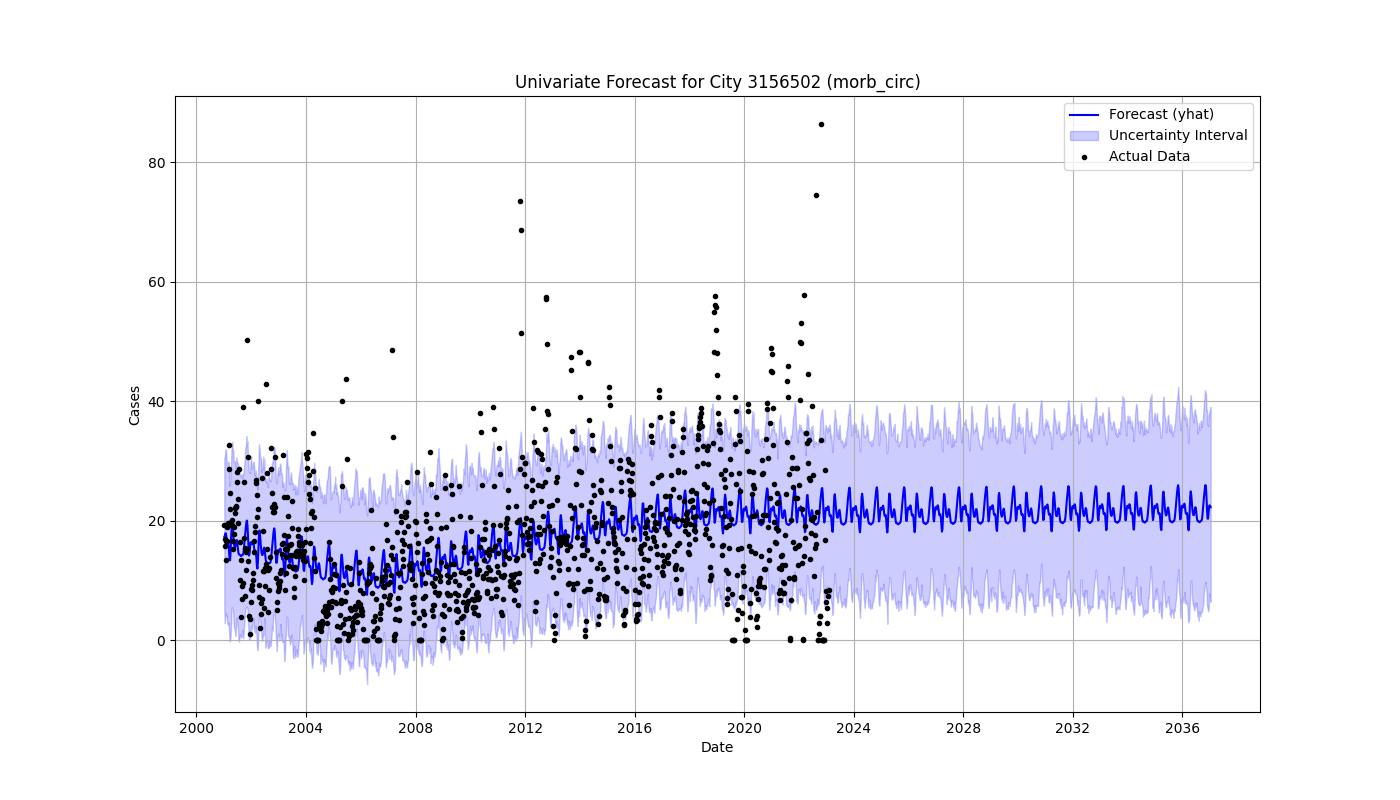 Univariate Forecast for City 3156502 (morb_circ)
Forecast (yhat)
Uncertainty Interval
Actual Data
Cases
80
60
40
20
0
2000 2004 2008 2012 2016 2020 2024 2028 2032 2036
Date